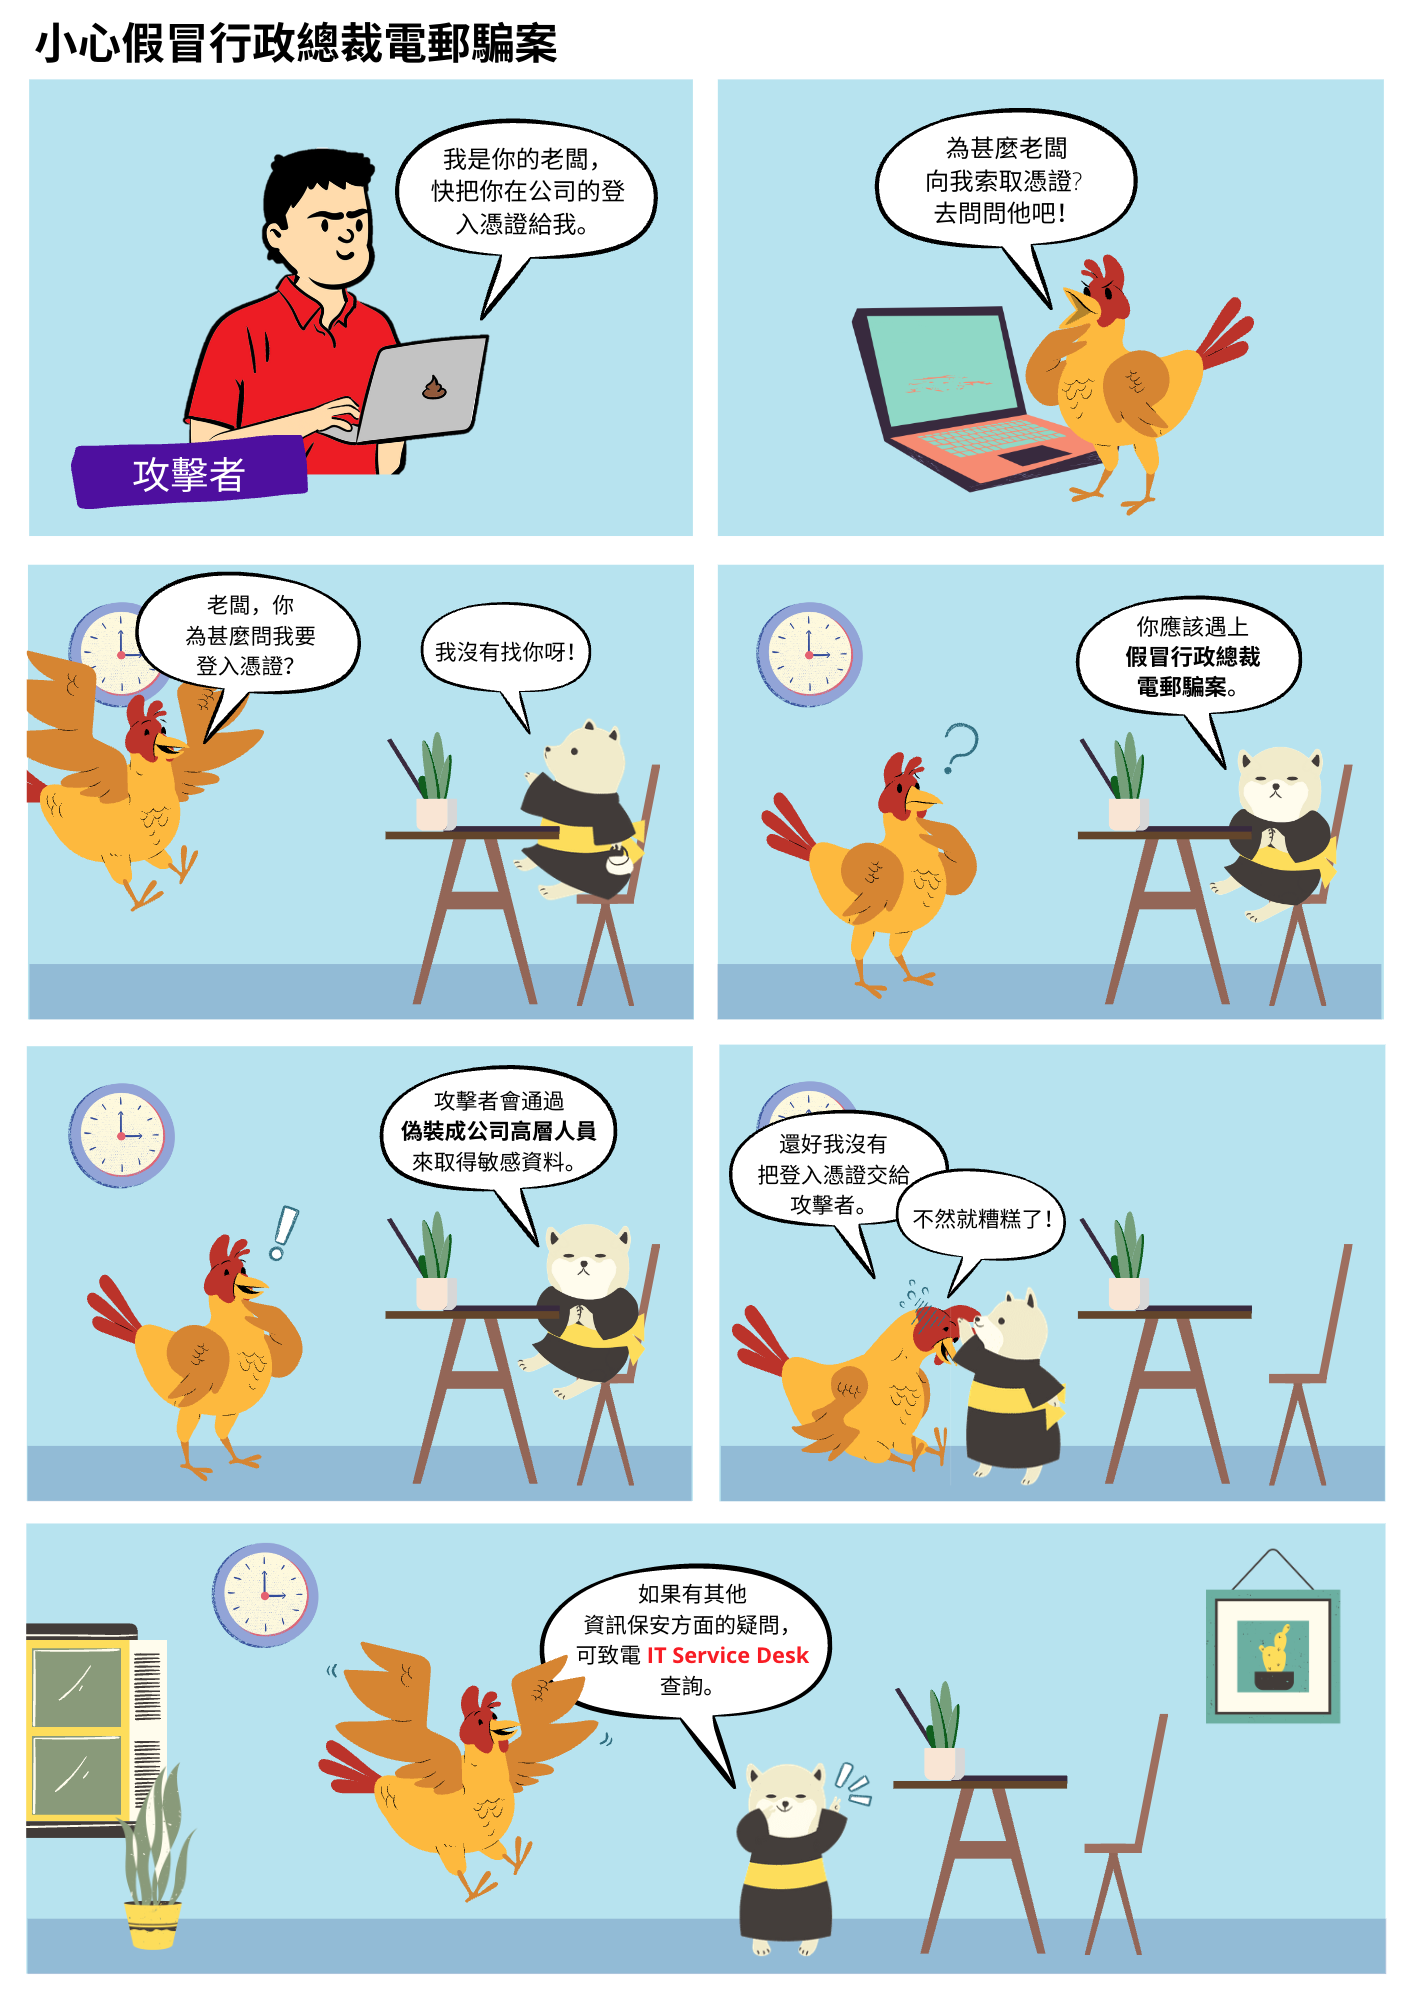 小心假冒行政總裁電郵騙案
我是你的老闆，
快把你在公司的登
入憑證給我。
攻擊者
為甚麼老闆
向我索取憑證？
去問問他吧！
老闆，你
為甚麼問我要
登入憑證？
我沒有找你呀！
你應該遇上
假冒行政總裁
電郵騙案。
攻擊者會通過
偽裝成公司高層人員
來取得敏感資料。
還好我沒有
把登入憑證交給
攻擊者。
不然就糟糕了！
如果有其他
資訊保安方面的疑問，
可致電 IT Service Desk
查詢。